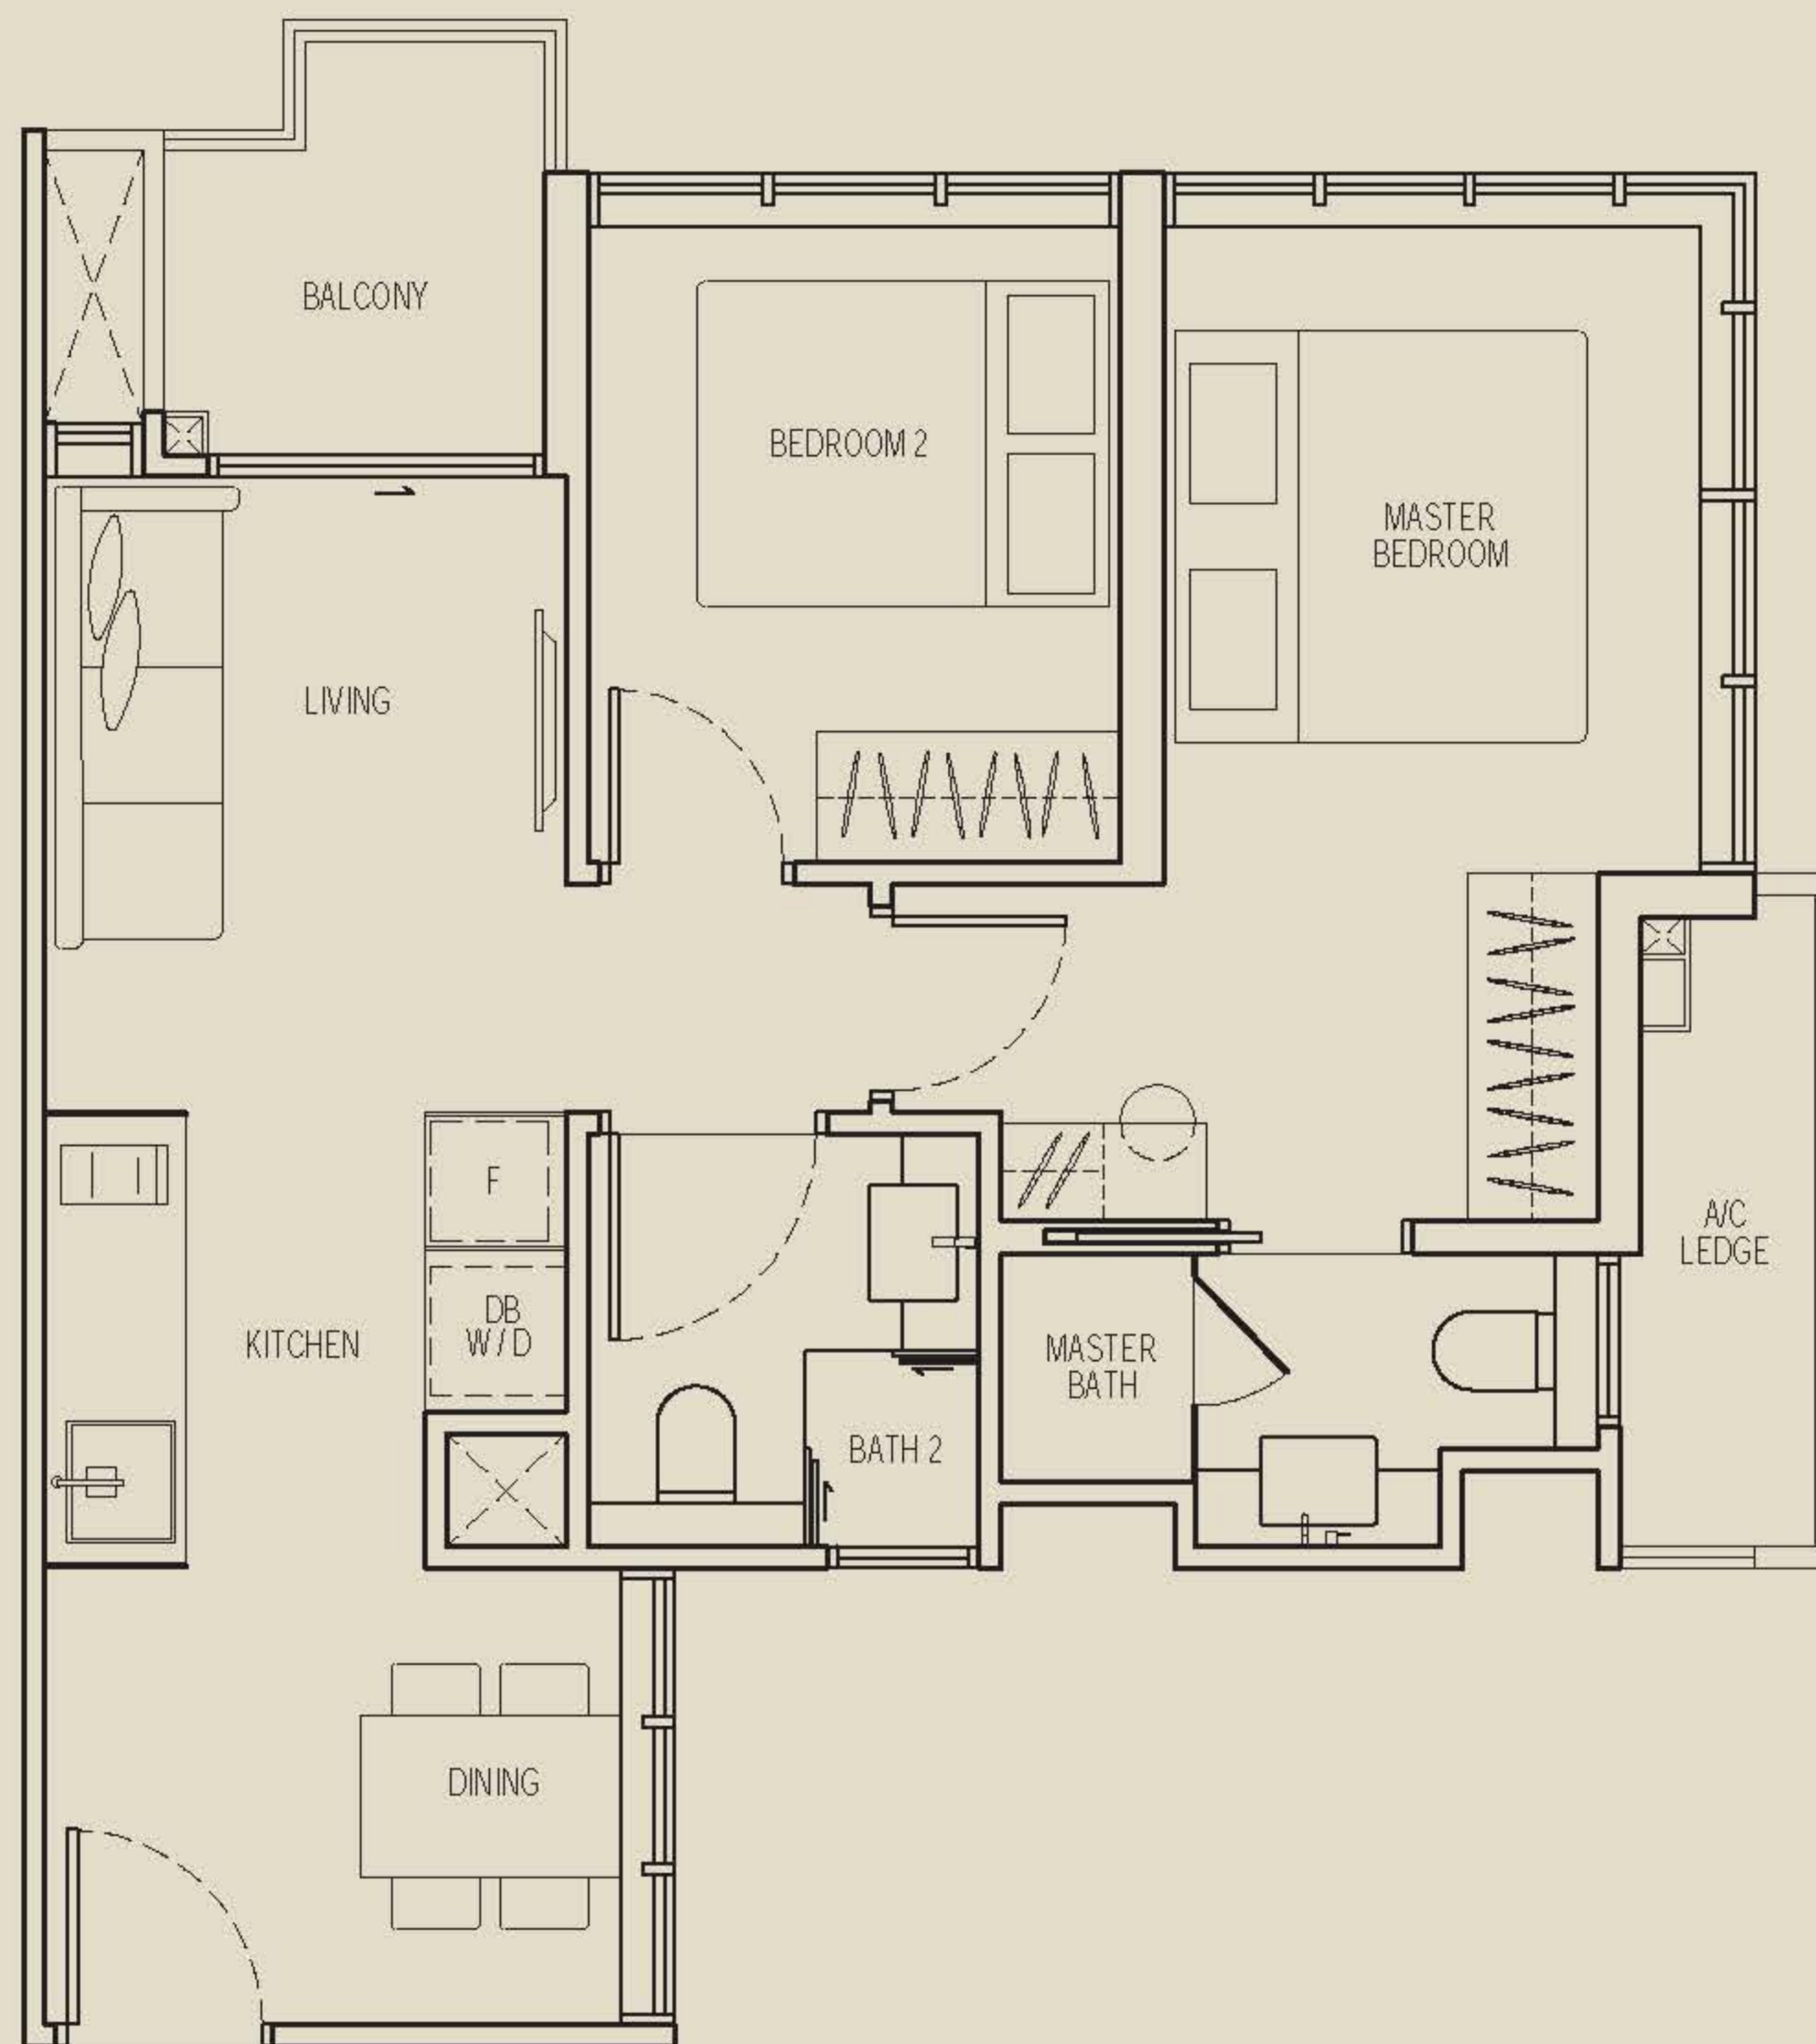 BALCONY
BEDROOM 2
MASTER
BEDROOM
LIVING
F
A/C
LEDGE
DB
W/D
KITCHEN
MASTER
BATH
BATH 2
DINING